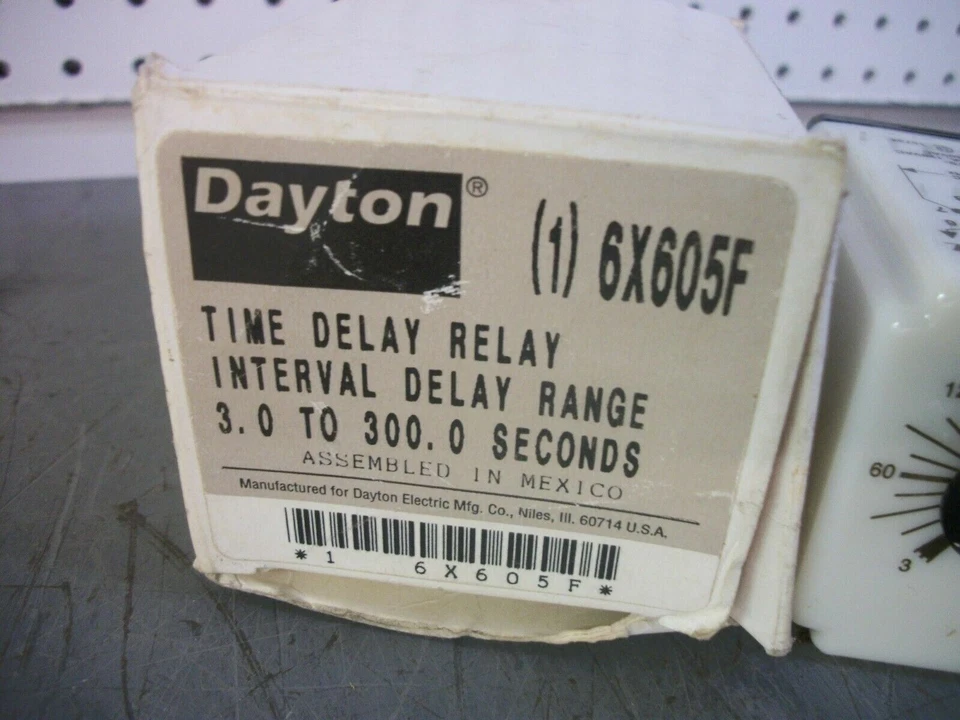 Dayton®
(1) 6X605F
TIME DELAY RELAY
INTERVAL DELAY RANGE
3.0 TO 300.0 SECONDS
ASSEMBLED IN MEXICO
Manufactured for Dayton Electric Mfg. Co., Niles, Ill. 60714 U.S.A.
* 1 6X605F *
60
3